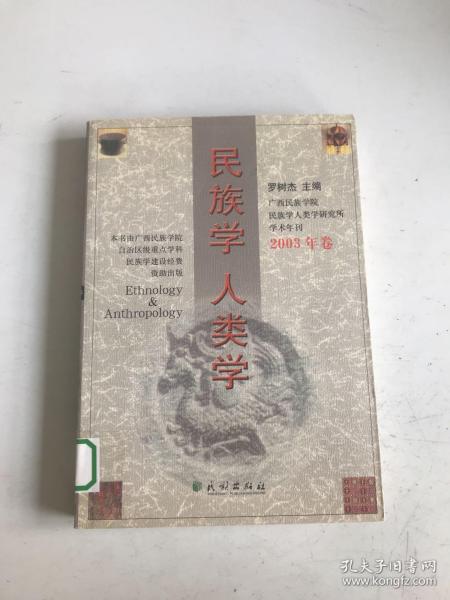 民族学 人类学
罗树杰 主编
广西民族学院
民族学人类学研究所
学术年刊
2003年卷
本书由广西民族学院
自治区级重点学科
民族学建设经费
资助出版
Ethnology
&
Anthropology
民族出版社
孔夫子旧书网
www.kongfz.com